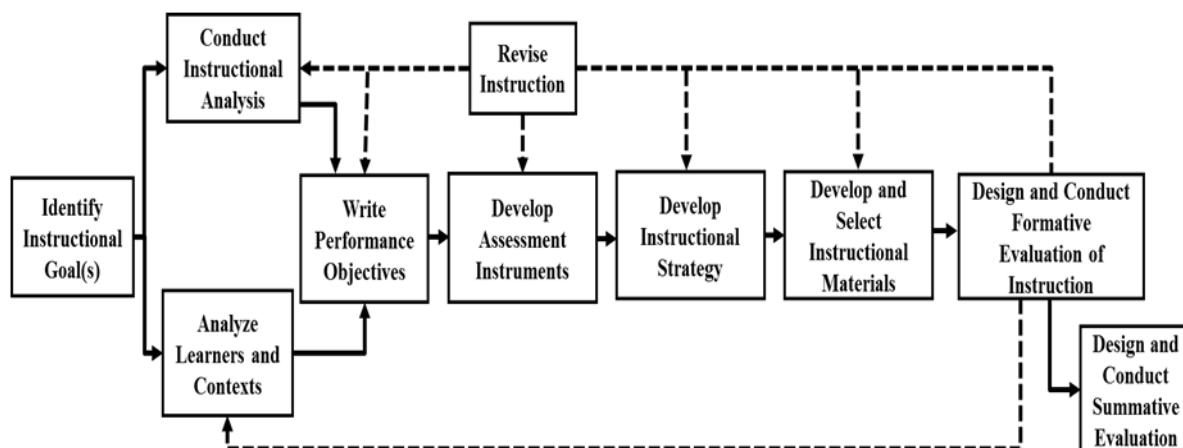 Conduct
Instructional
Analysis
Revise
Instruction
Identify
Instructional
Goal(s)
Write
Performance
Objectives
Develop
Assessment
Instruments
Develop
Instructional
Strategy
Develop and
Select
Instructional
Materials
Design and Conduct
Formative
Evaluation of
Instruction
Analyze
Learners and
Contexts
Design and
Conduct
Summative
Evaluation